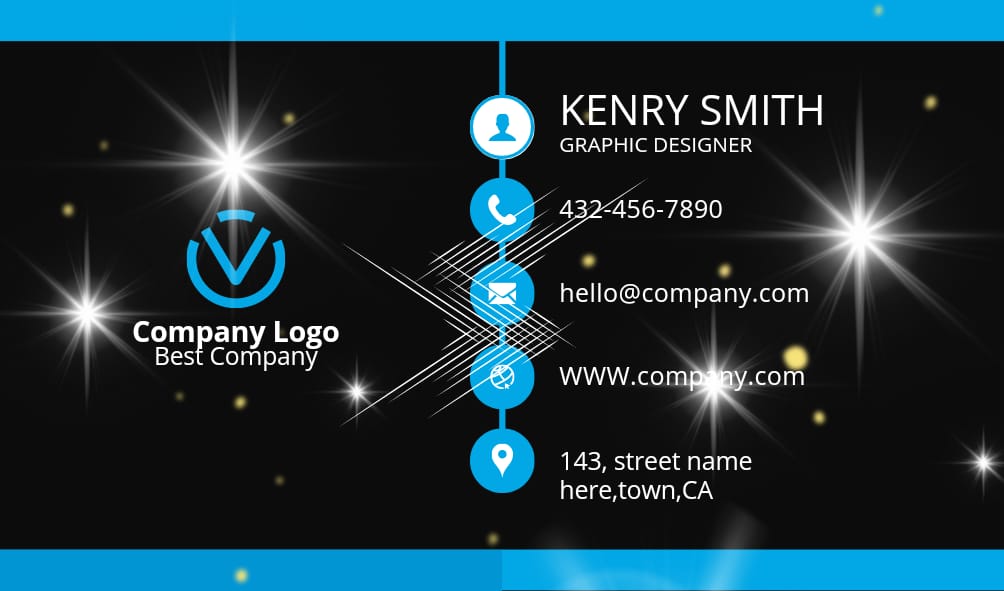 Company Logo
Best Company
KENRY SMITH
GRAPHIC DESIGNER
432-456-7890
hello@company.com
WWW.company.com
143, street name
here,town,CA